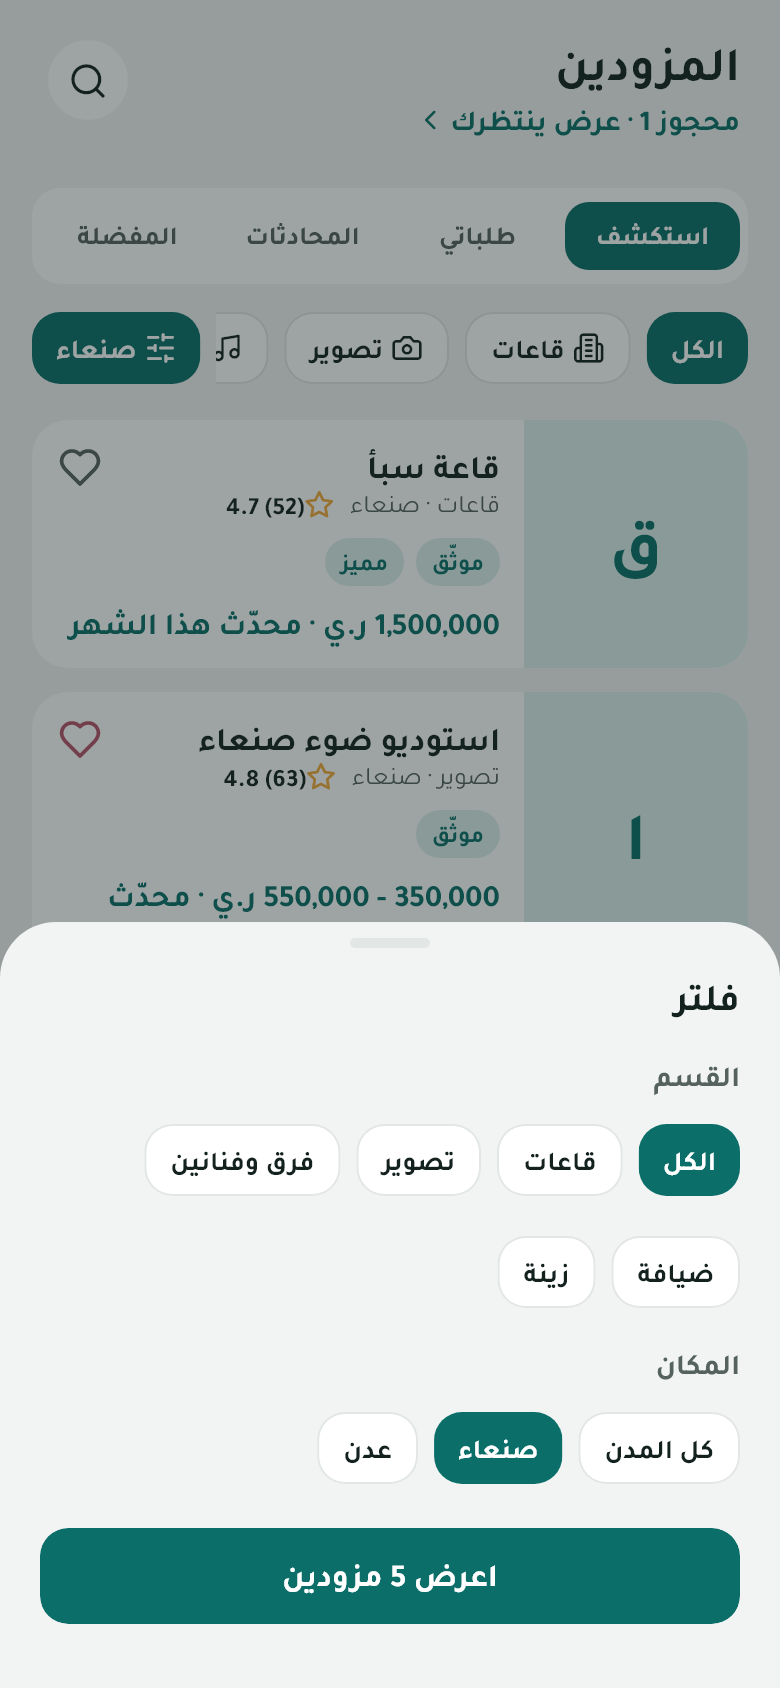 المزودين
محجوز 1 · عرض ينتظرك
استكشف
طلباتي
المحادثات
المفضلة
الكل
قاعات
تصوير
صنعاء
ق
قاعة سبأ
قاعات · صنعاء 4.7 (52)
موثّق
مميز
1,500,000 ر.ي · محدّث هذا الشهر
ا
استوديو ضوء صنعاء
تصوير · صنعاء 4.8 (63)
موثّق
350,000 - 550,000 ر.ي · محدّث
فلتر
القسم
الكل
قاعات
تصوير
فرق وفنانين
ضيافة
زينة
المكان
كل المدن
صنعاء
عدن
اعرض 5 مزودين